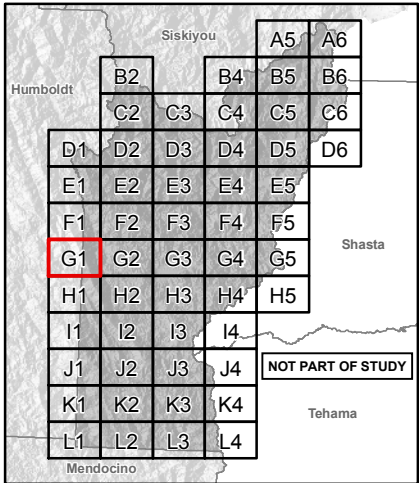 Siskiyou
A5 A6
B2 B4 B5 B6
Humboldt
C2 C3 C4 C5 C6
D1 D2 D3 D4 D5 D6
E1 E2 E3 E4 E5
F1 F2 F3 F4 F5
Shasta
G1 G2 G3 G4 G5
H1 H2 H3 H4 H5
I1 I2 I3 I4
J1 J2 J3 J4
NOT PART OF STUDY
K1 K2 K3 K4
Tehama
L1 L2 L3 L4
Mendocino